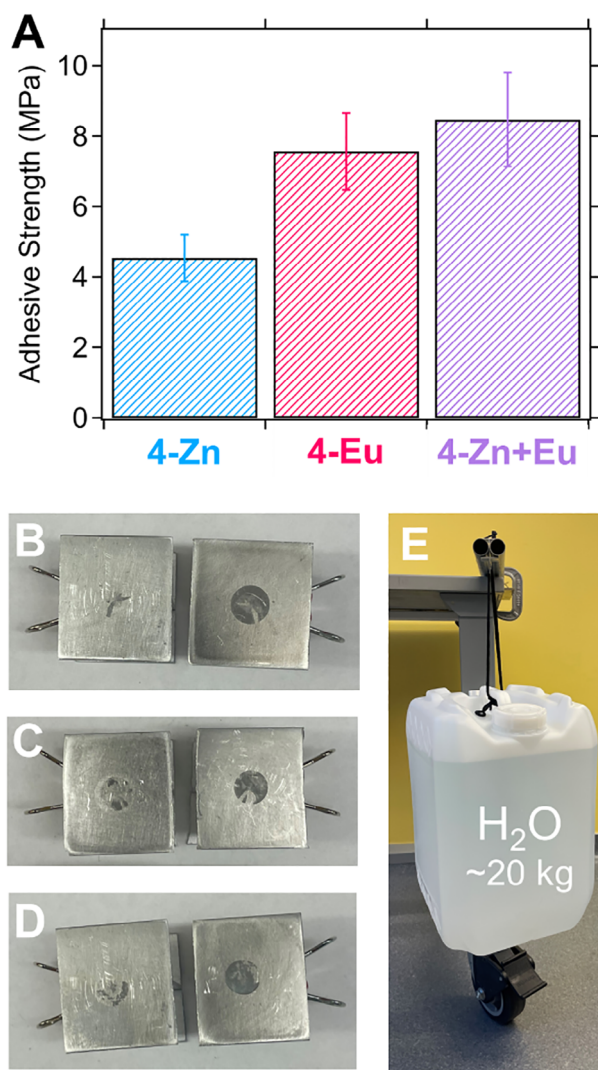 A
Adhesive Strength (MPa)
10
8
6
4
2
0
4-Zn
4-Eu
4-Zn+Eu
B
C
D
E
H₂O
~20 kg